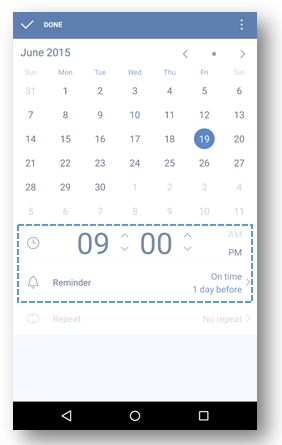 DONE
June 2015
Sun Mon Tue Wed Thu Fri Sat
31 1 2 3 4 5 6
7 8 9 10 11 12 13
14 15 16 17 18 19 20
21 22 23 24 25 26 27
28 29 30 1 2 3 4
5 6 7 8 9 10 11
09 00 AM
PM
Reminder On time
1 day before
Repeat No repeat